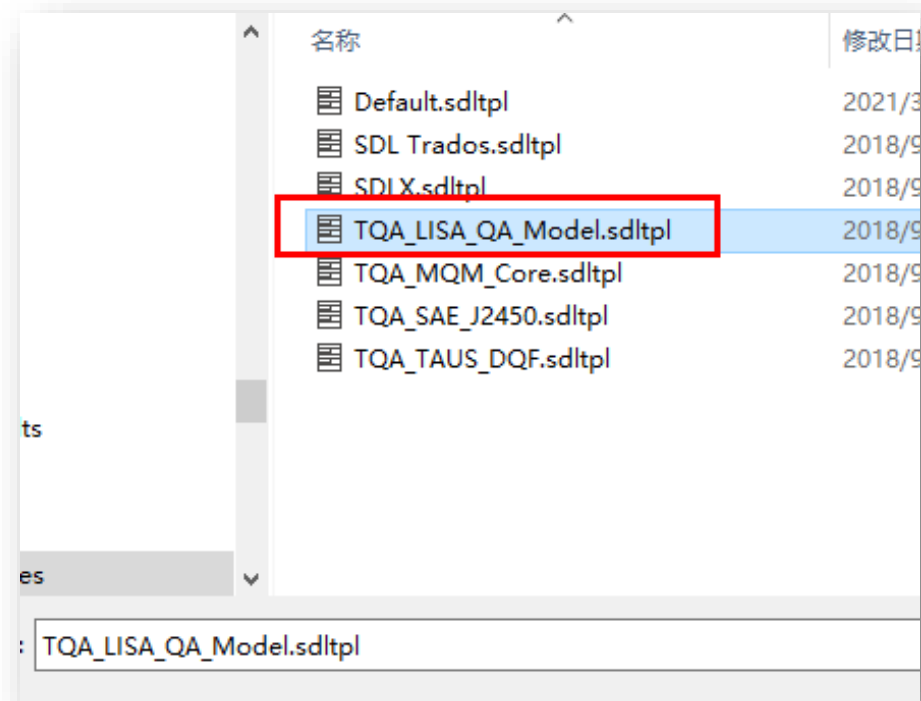 名称 修改日
Default.sdltpl 2021/3
SDL Trados.sdltpl 2018/9
SDLX.sdltpl 2018/9
TQA_LISA_QA_Model.sdltpl 2018/9
TQA_MQM_Core.sdltpl 2018/9
TQA_SAE_J2450.sdltpl 2018/9
TQA_TAUS_DQF.sdltpl 2018/9
ts
es
: TQA_LISA_QA_Model.sdltpl